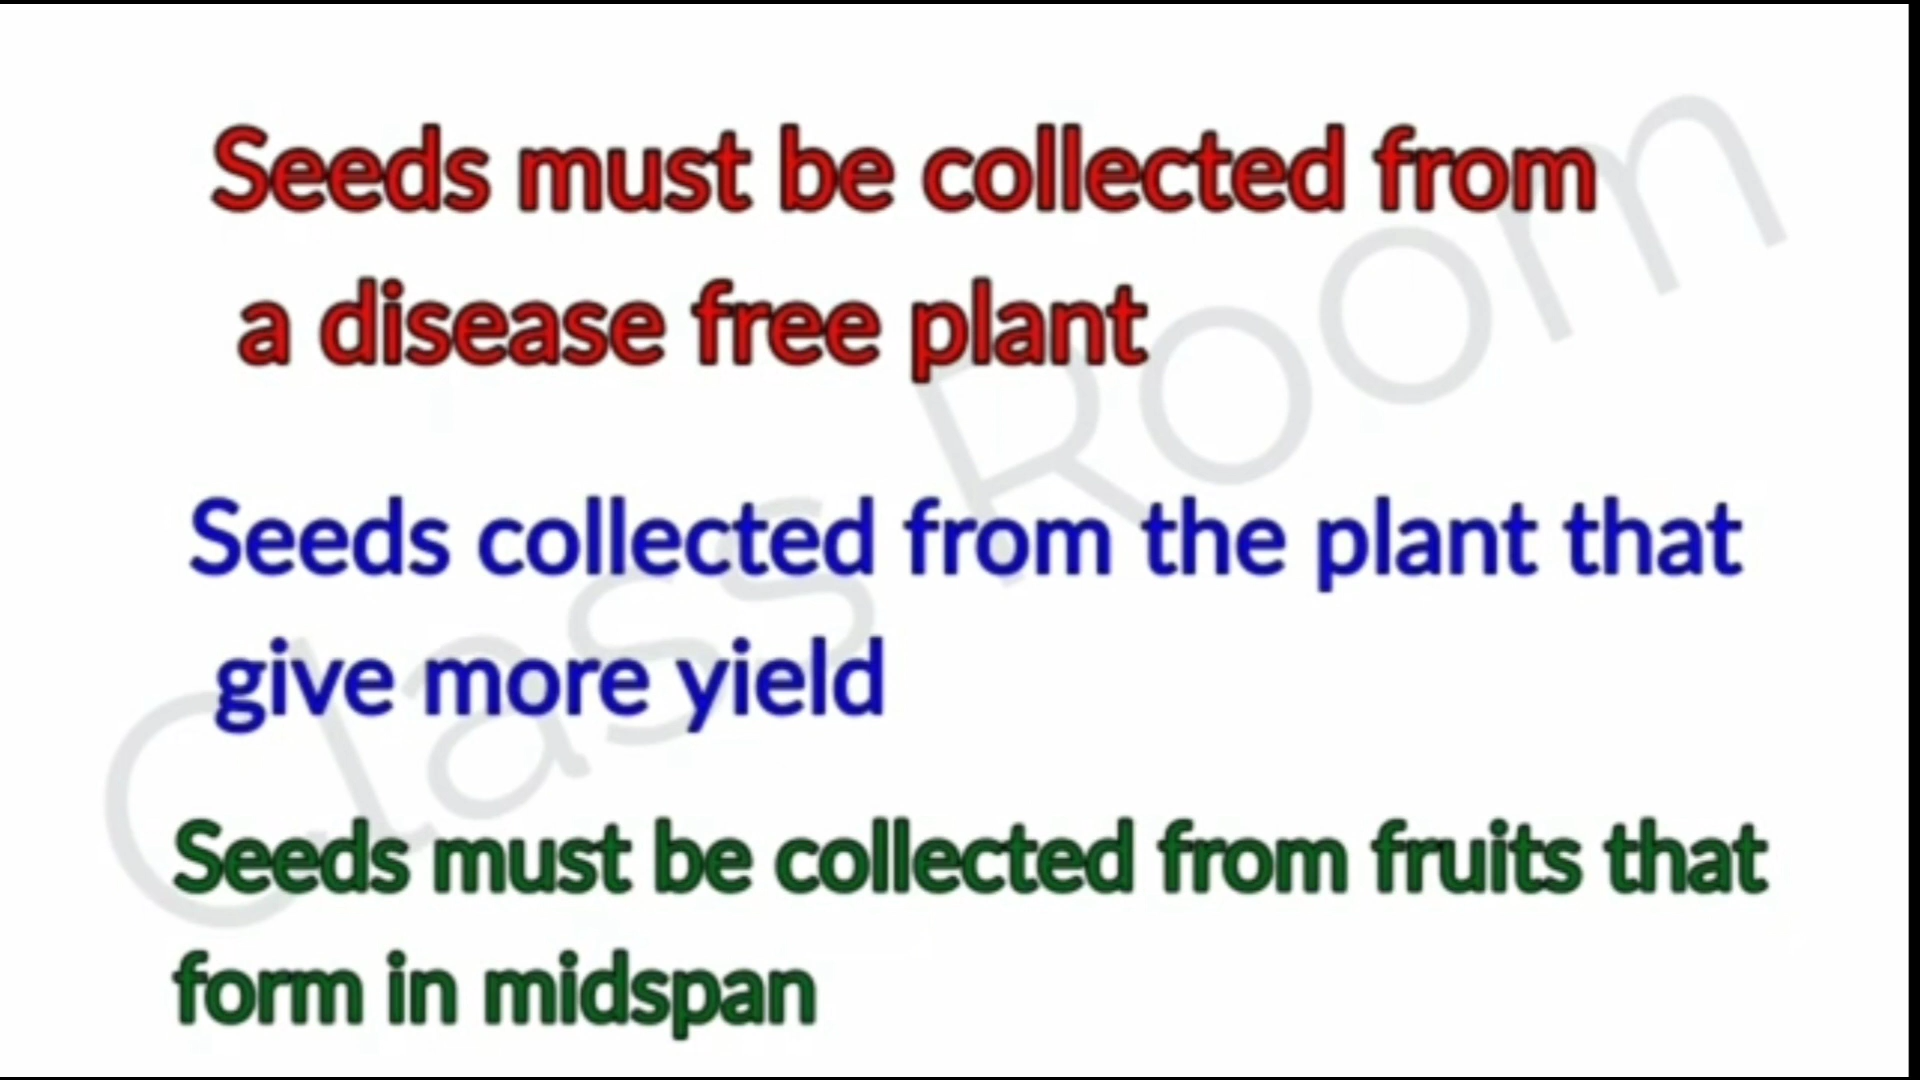 Seeds must be collected from
a disease free plant
Seeds collected from the plant that
give more yield
Seeds must be collected from fruits that
form in midspan
Class Room